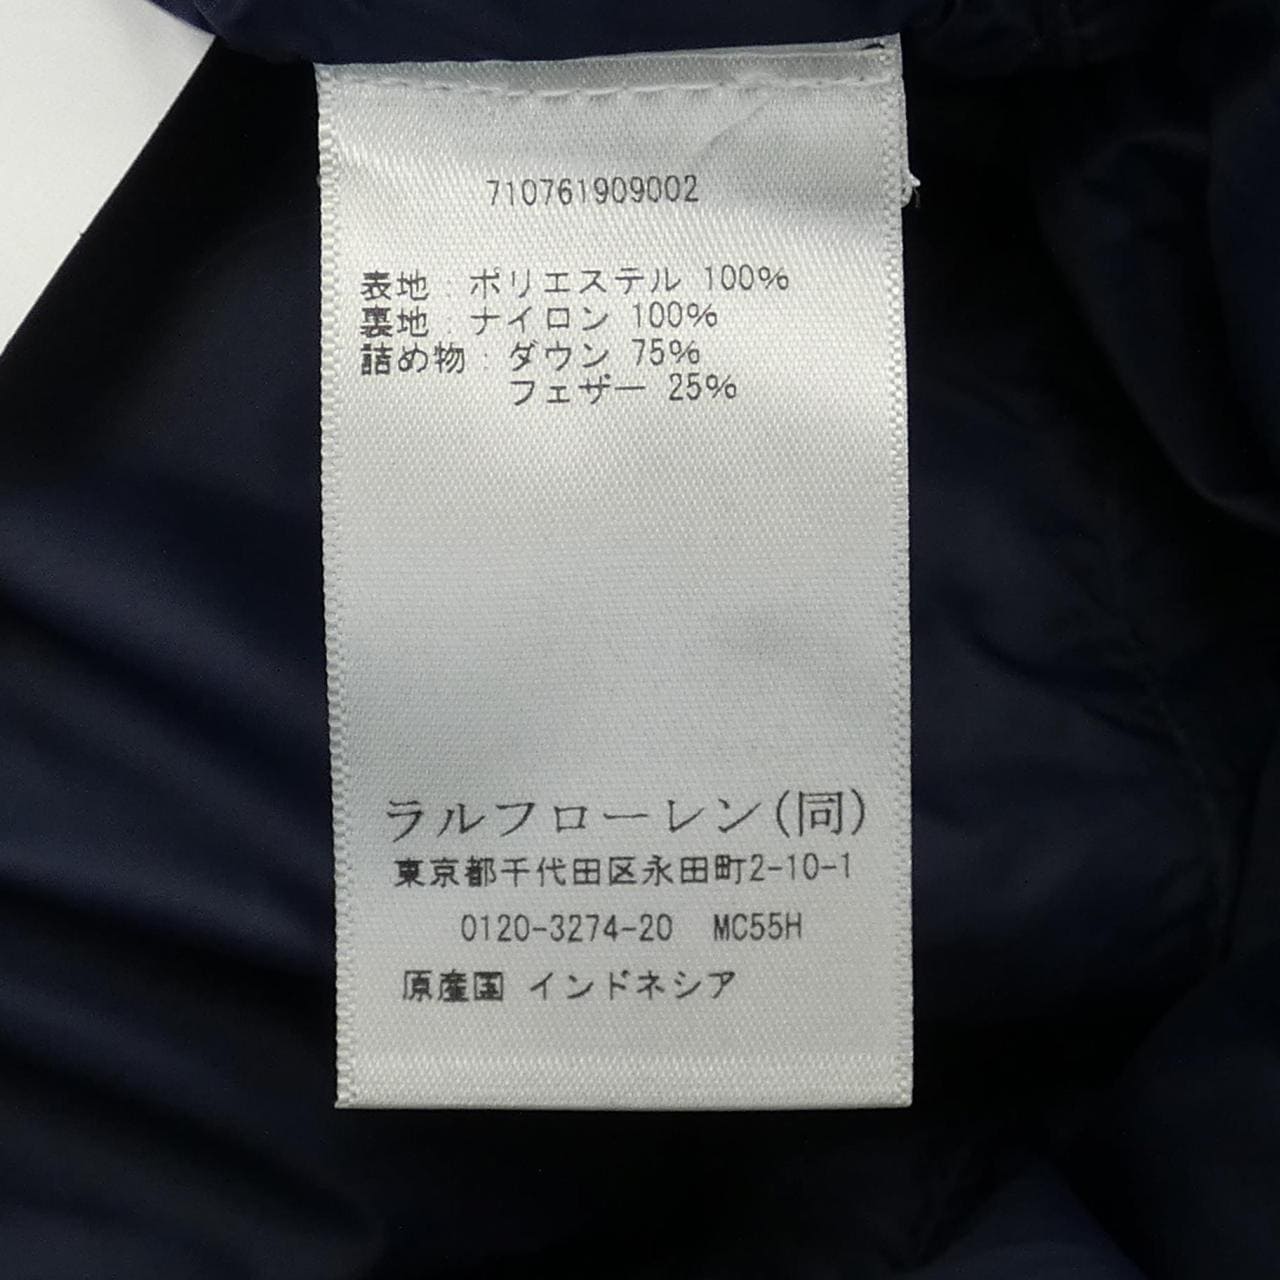 710761909002
表地：ポリエステル 100%
裏地：ナイロン 100%
詰め物：ダウン 75%
フェザー 25%
ラルフローレン(同)
東京都千代田区永田町2-10-1
0120-3274-20 MC55H
原産国 インドネシア